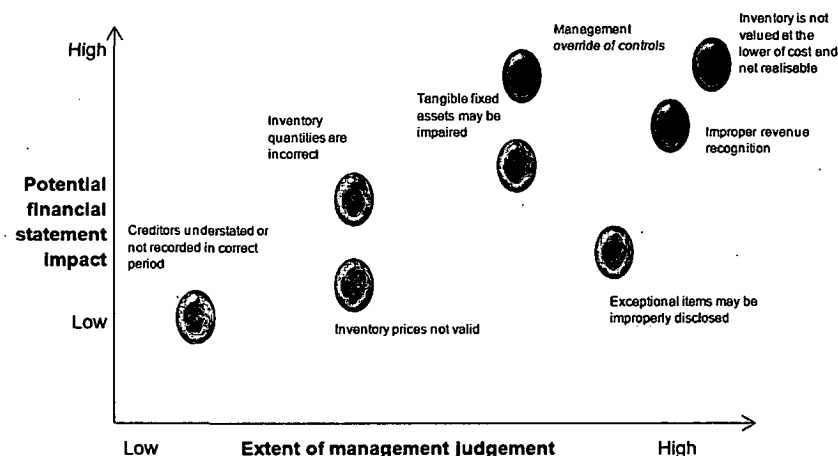 High
Management
override of controls
Inventory is not
valued at the
lower of cost and
net realisable
Tangible fixed
assets may be
impaired
Inventory
quantities are
incorrect
Improper revenue
recognition
Potential
financial
statement
impact
Creditors understated or
not recorded in correct
period
Exceptional items may be
improperly disclosed
Low
Inventory prices not valid
Low
Extent of management judgement
High